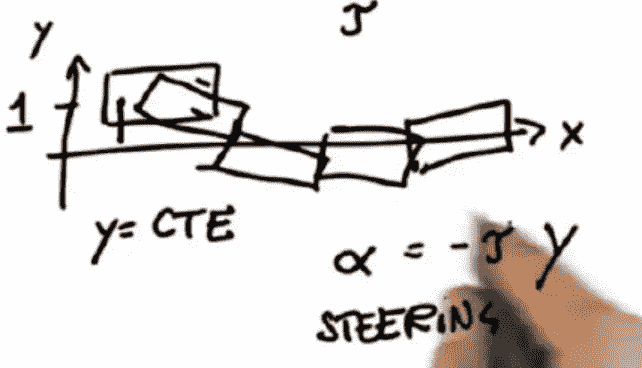 τ
y
1
x
y = CTE
α = -τ y
STEERING